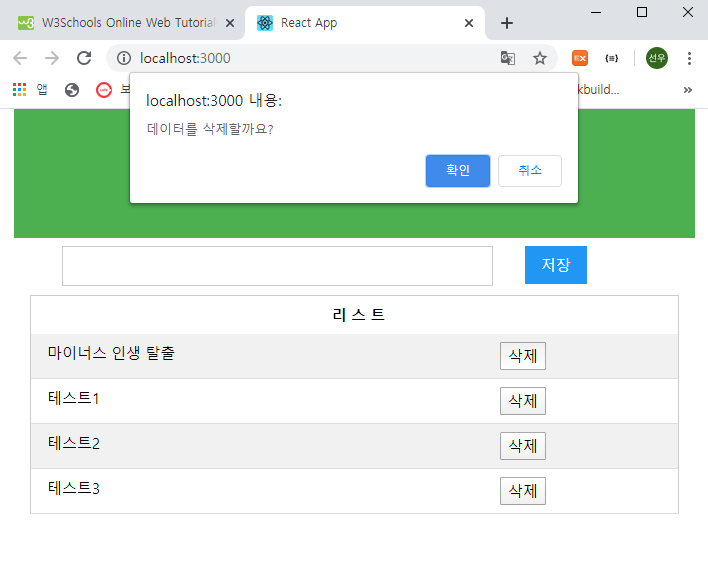 W3Schools Online Web Tutorial
React App
localhost:3000
선우
앱
kbuild...
localhost:3000 내용:
데이터를 삭제할까요?
확인
취소
저장
리 스 트
마이너스 인생 탈출
삭제
테스트1
삭제
테스트2
삭제
테스트3
삭제